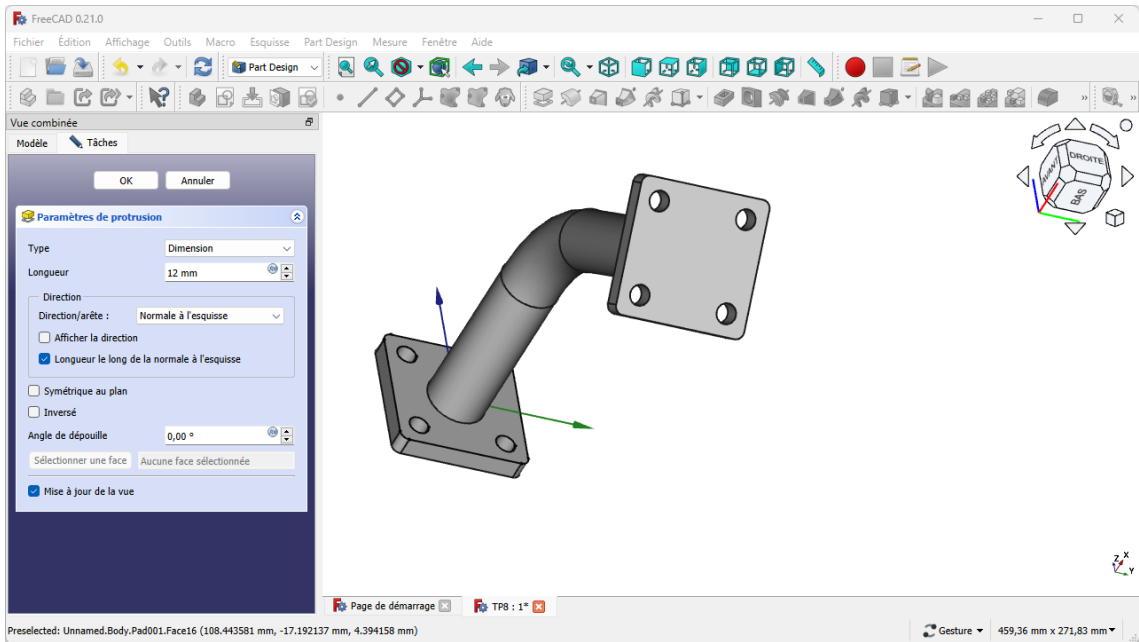 FreeCAD 0.21.0
Fichier Édition Affichage Outils Macro Esquisse Part Design Mesure Fenêtre Aide
Part Design
Vue combinée
Modèle Tâches
OK Annuler
Paramètres de protrusion
Type Dimension
Longueur 12 mm
Direction
Direction/arête : Normale à l'esquisse
Afficher la direction
Longueur le long de la normale à l'esquisse
Symétrique au plan
Inversé
Angle de dépouille 0,00 °
Sélectionner une face Aucune face sélectionnée
Mise à jour de la vue
AVANT DROITE
BAS
Z X
Y
Page de démarrage TP8 : 1*
Preselected: Unnamed.Body.Pad001.Face16 (108.443581 mm, -17.192137 mm, 4.394158 mm) Gesture 459,36 mm x 271,83 mm